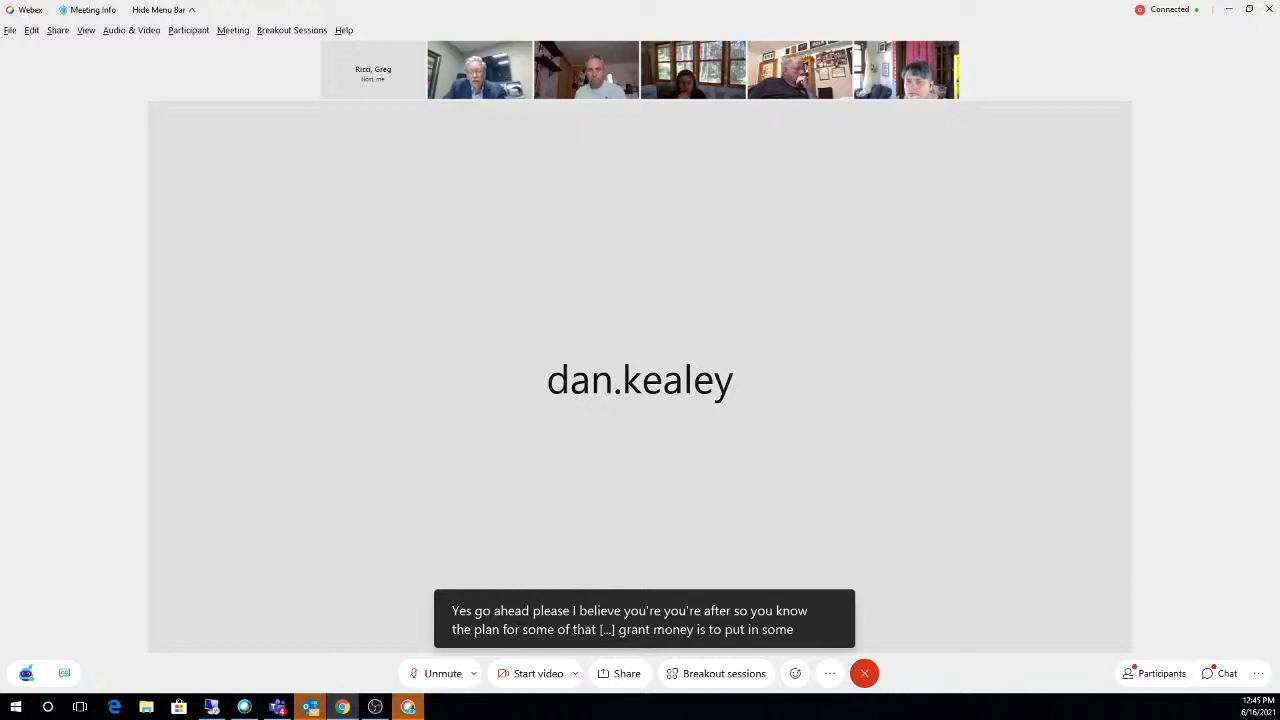 Webex
Meeting Info
Hide Menu Bar
Connected
File Edit Share View Audio & Video Participant Meeting Breakout Sessions Help
Ricci, Greg
Host, me
dan.kealey
Yes go ahead please I believe you're you're after so you know
the plan for some of that [...] grant money is to put in some
Unmute
Start video
Share
Breakout sessions
Participants
Chat
12:45 PM
6/16/2021